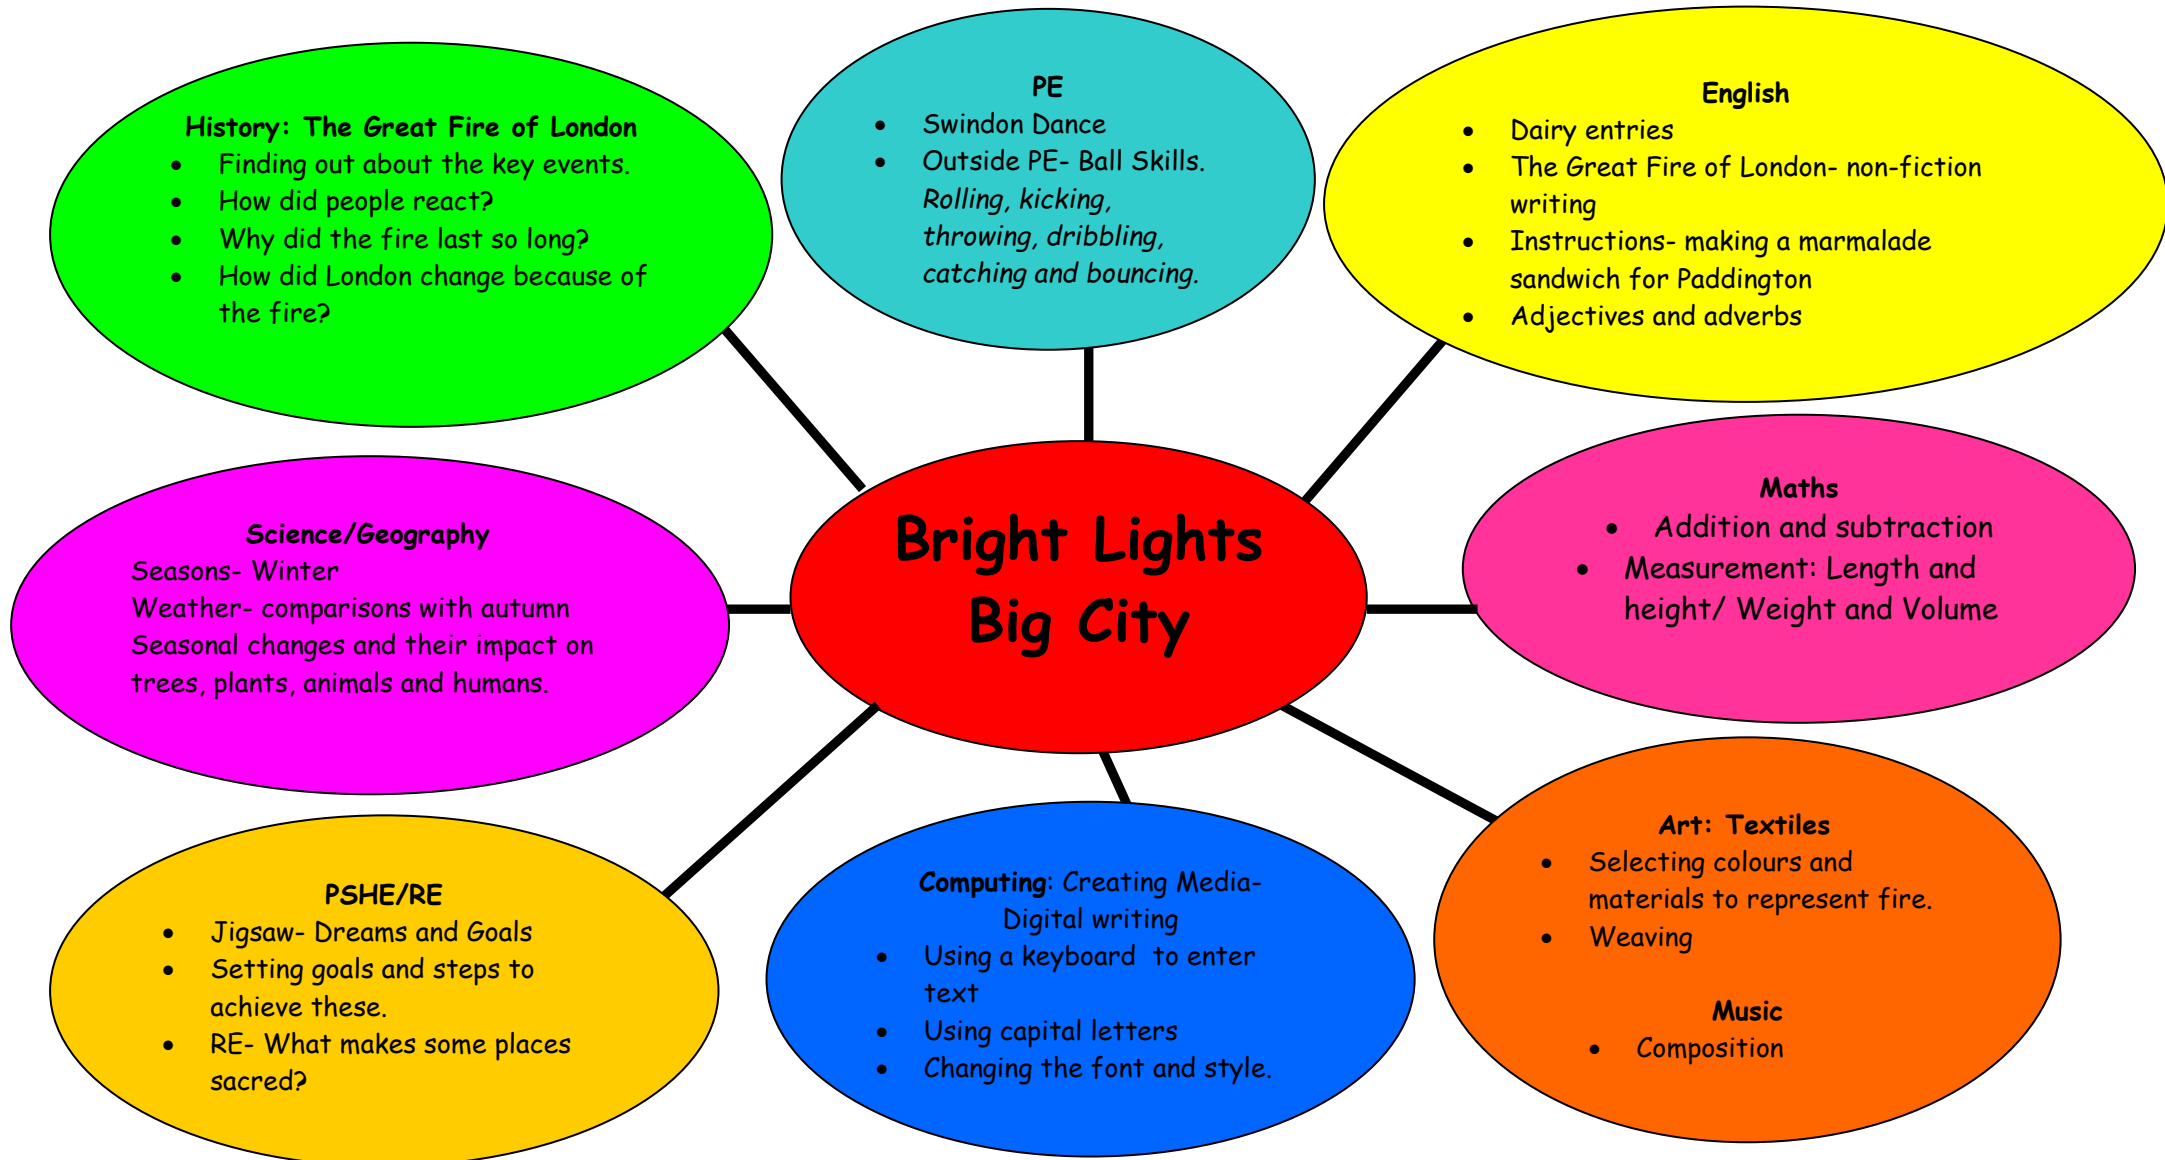 History: The Great Fire of London
• Finding out about the key events.
• How did people react?
• Why did the fire last so long?
• How did London change because of
the fire?
PE
• Swindon Dance
• Outside PE- Ball Skills.
Rolling, kicking,
throwing, dribbling,
catching and bouncing.
English
• Dairy entries
• The Great Fire of London- non-fiction
writing
• Instructions- making a marmalade
sandwich for Paddington
• Adjectives and adverbs
Science/Geography
Seasons- Winter
Weather- comparisons with autumn
Seasonal changes and their impact on
trees, plants, animals and humans.
Bright Lights
Big City
Maths
• Addition and subtraction
• Measurement: Length and
height/ Weight and Volume
PSHE/RE
• Jigsaw- Dreams and Goals
• Setting goals and steps to
achieve these.
• RE- What makes some places
sacred?
Computing: Creating Media-
Digital writing
• Using a keyboard  to enter
text
• Using capital letters
• Changing the font and style.
Art: Textiles
• Selecting colours and
materials to represent fire.
• Weaving
Music
• Composition